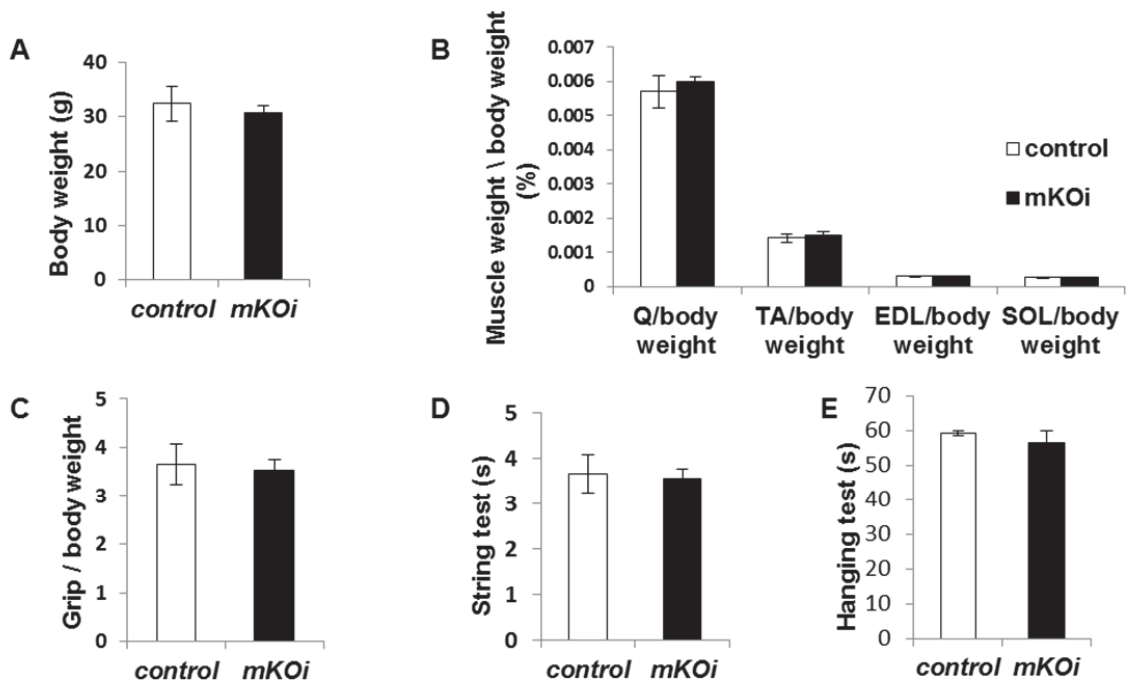 A
Body weight (g)
40
30
20
10
0
control mKOi
B
Muscle weight \ body weight
(%)
0.007
0.006
0.005
0.004
0.003
0.002
0.001
0
control
mKOi
Q/body TA/body EDL/body SOL/body
weight weight weight weight
C
Grip / body weight
5
4
3
2
1
0
control mKOi
D
String test (s)
5
4
3
2
1
0
control mKOi
E
Hanging test (s)
70
60
50
40
30
20
10
0
control mKOi